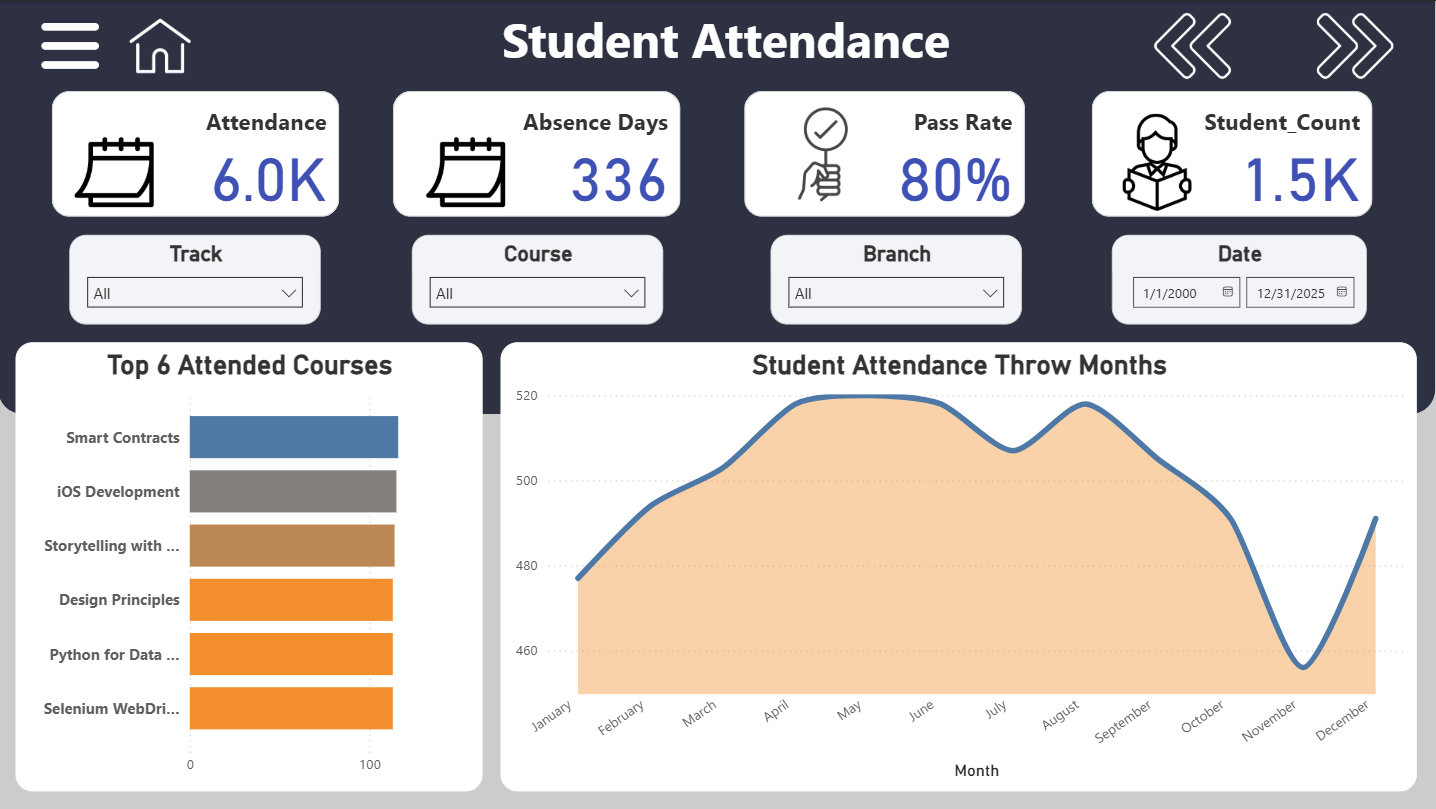 Student Attendance
Attendance
6.0K
Absence Days
336
Pass Rate
80%
Student_Count
1.5K
Track
All
Course
All
Branch
All
Date
1/1/2000
12/31/2025
Top 6 Attended Courses
Smart Contracts
iOS Development
Storytelling with ...
Design Principles
Python for Data ...
Selenium WebDri...
0
100
Student Attendance Throw Months
520
500
480
460
January
February
March
April
May
June
July
August
September
October
November
December
Month